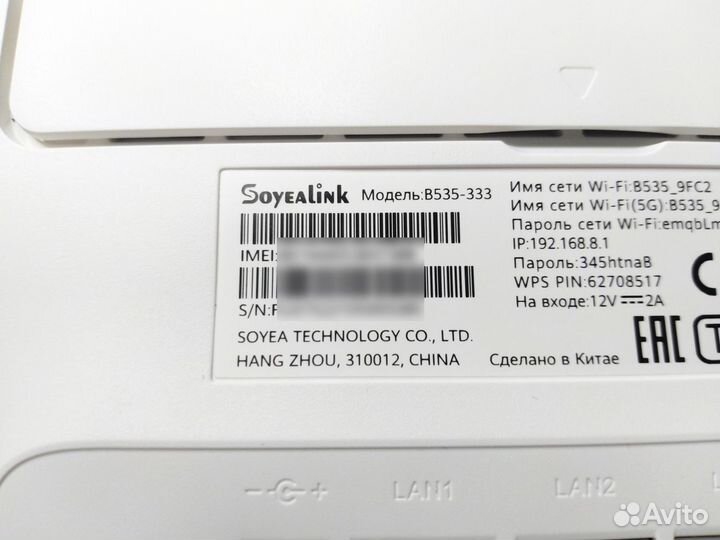 SOYEALINK Модель:B535-333
IMEI:
S/N:F
SOYEA TECHNOLOGY CO., LTD.
HANG ZHOU, 310012, CHINA
Имя сети Wi-Fi:B535_9FC2
Имя сети Wi-Fi(5G):B535_9
Пароль сети Wi-Fi:emqbLm
IP:192.168.8.1
Пароль:345htnaB
WPS PIN:62708517
На входе:12V⎓2A
Сделано в Китае
CE
EAC
LAN1
LAN2
Avito